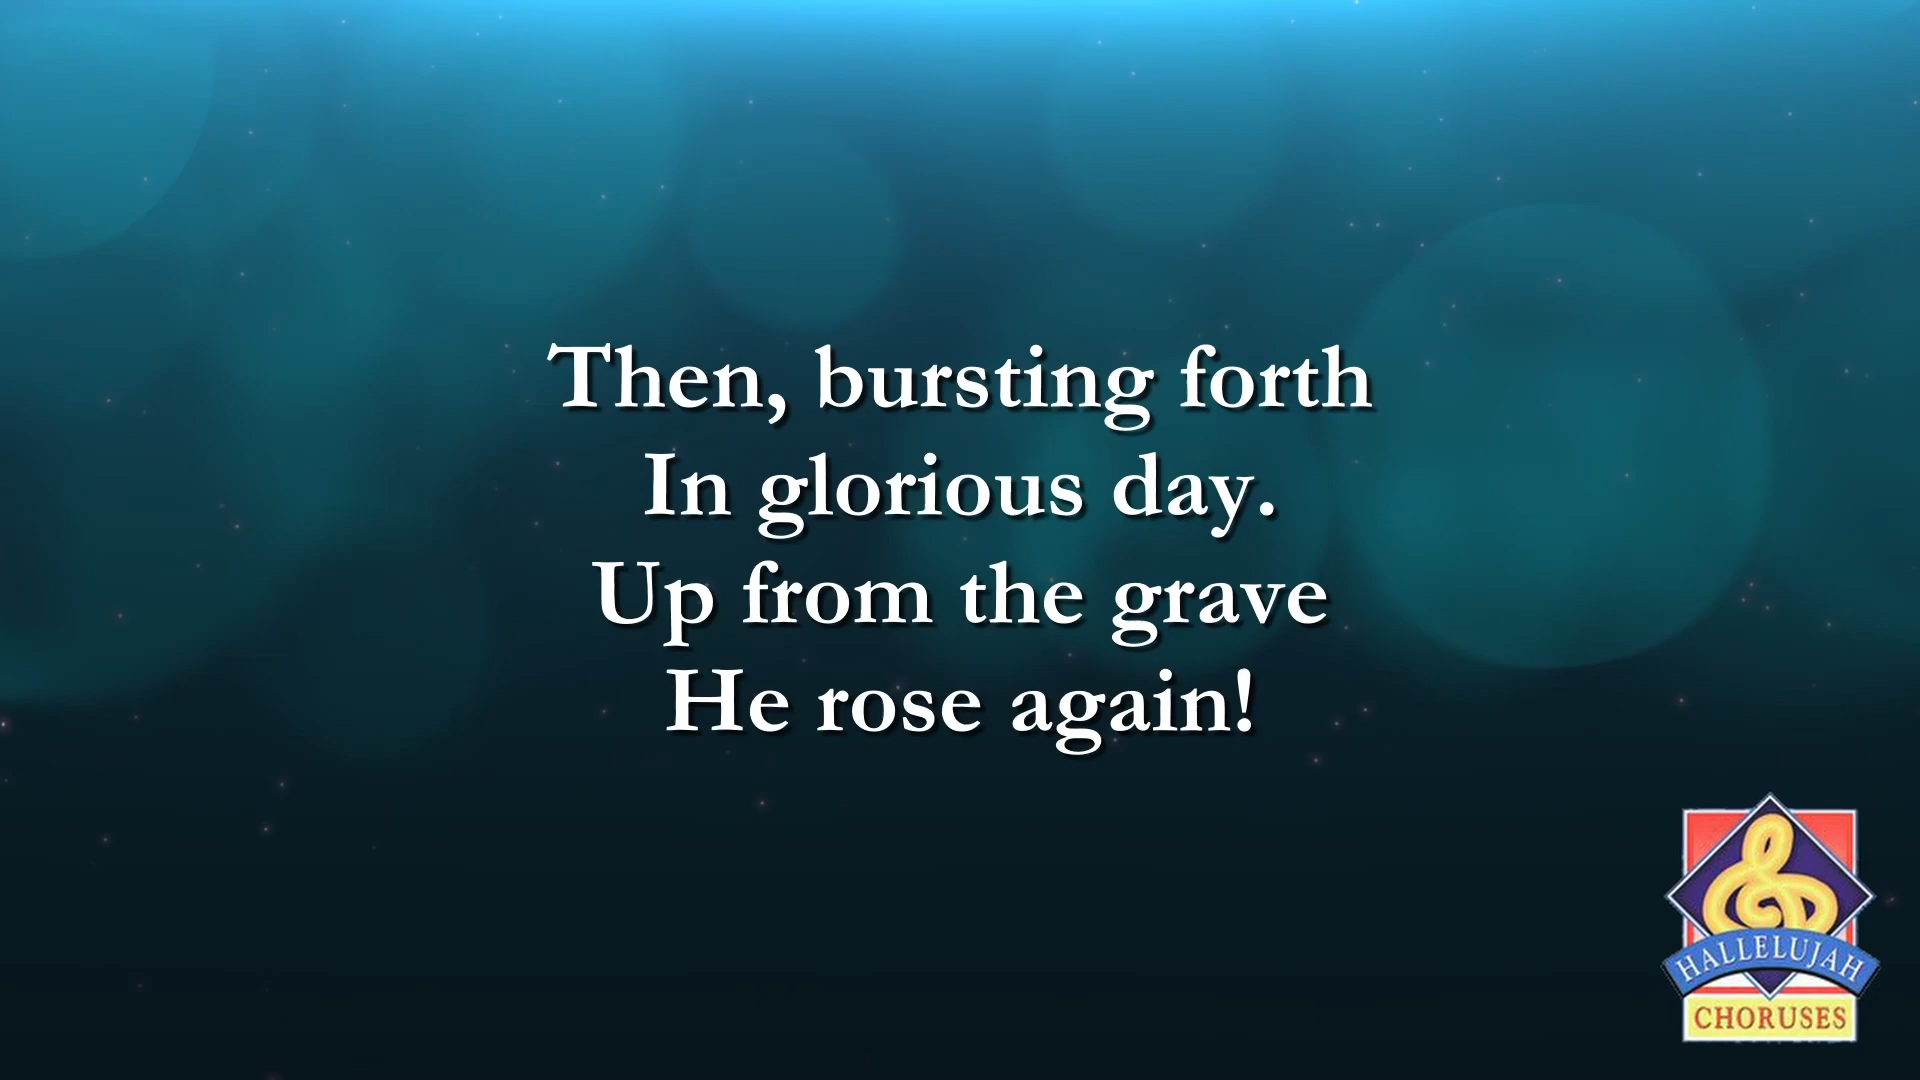 Then, bursting forth
In glorious day.
Up from the grave
He rose again!
HALLELUJAH
CHORUSES